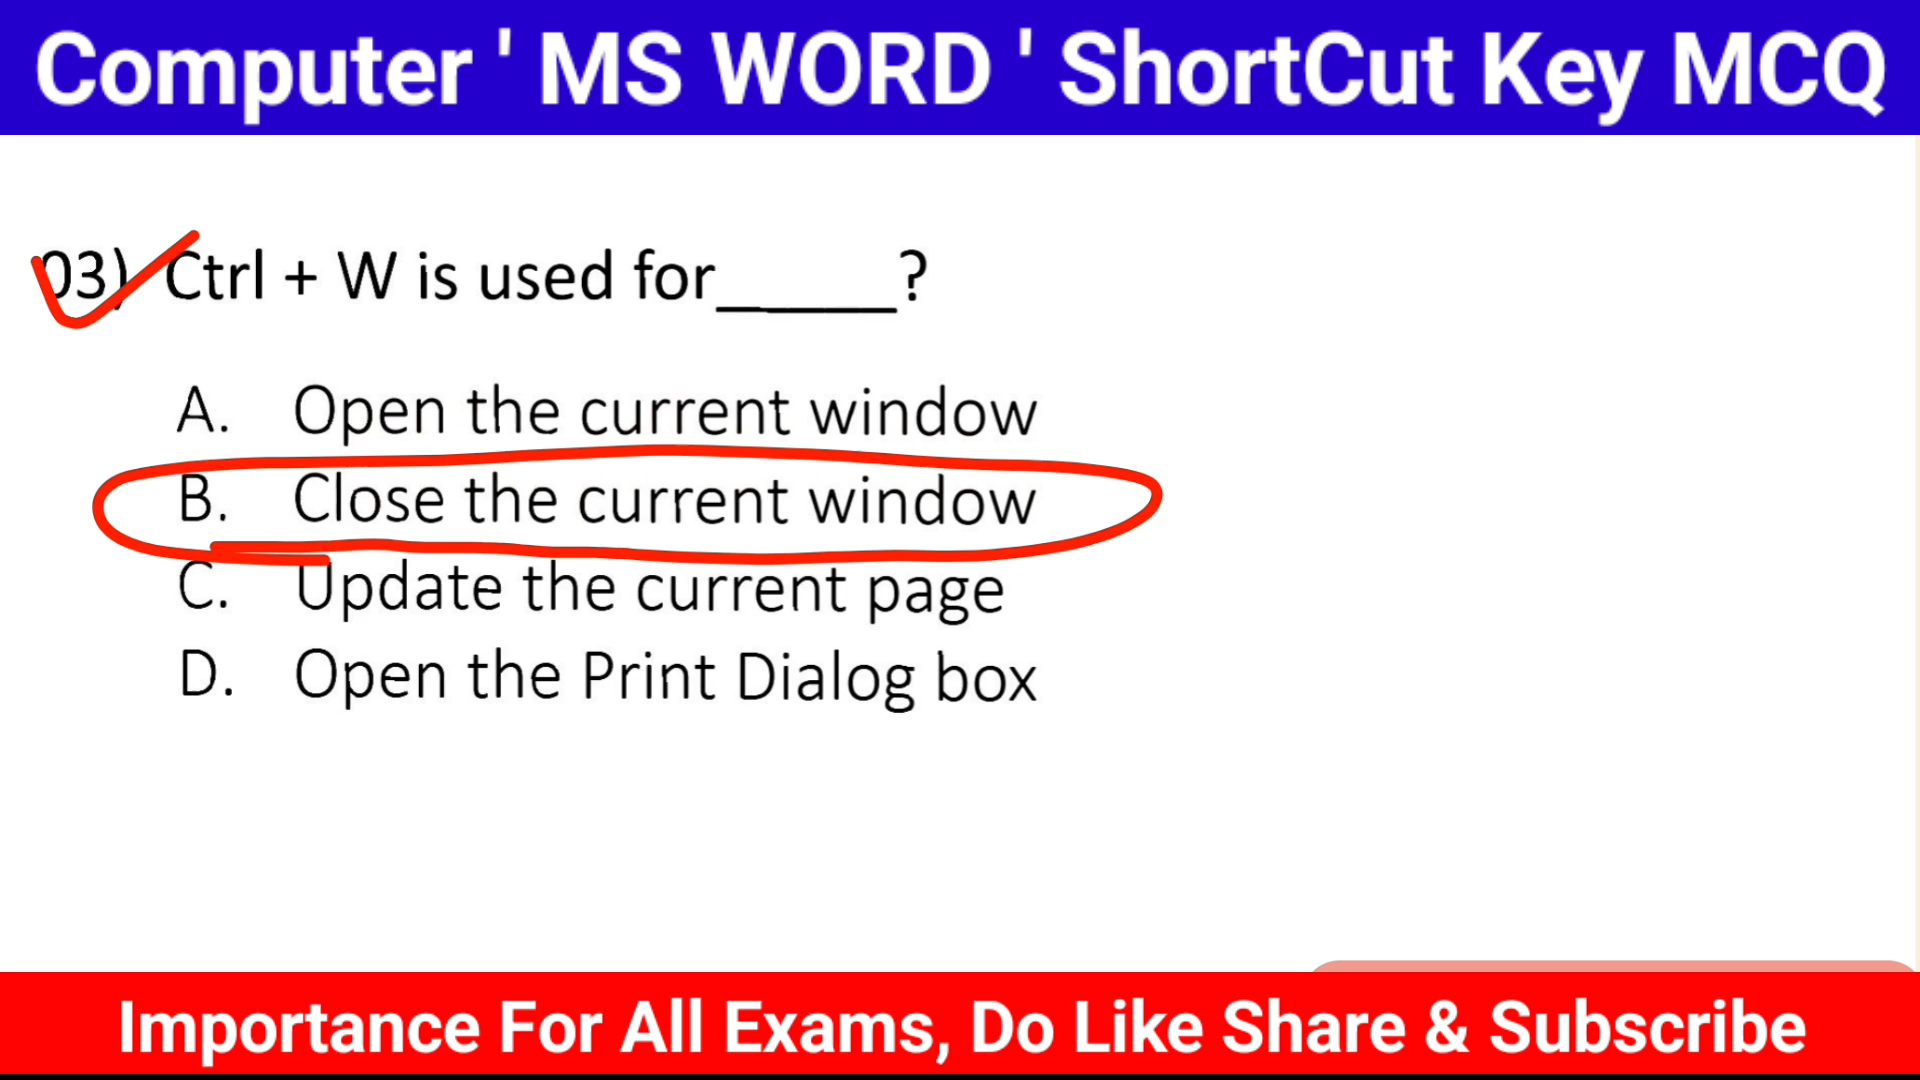 Computer ' MS WORD ' ShortCut Key MCQ
03) Ctrl + W is used for_____?
A. Open the current window
B. Close the current window
C. Update the current page
D. Open the Print Dialog box
Importance For All Exams, Do Like Share & Subscribe